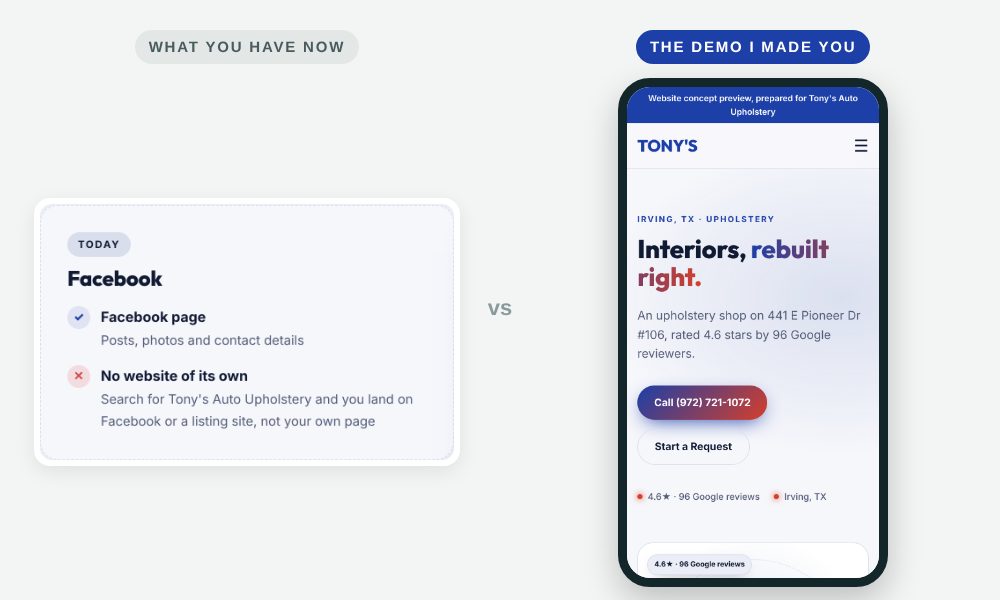 WHAT YOU HAVE NOW
TODAY
Facebook
Facebook page
Posts, photos and contact details
No website of its own
Search for Tony's Auto Upholstery and you land on
Facebook or a listing site, not your own page
vs
THE DEMO I MADE YOU
Website concept preview, prepared for Tony's Auto
Upholstery
TONY'S
IRVING, TX · UPHOLSTERY
Interiors, rebuilt
right.
An upholstery shop on 441 E Pioneer Dr
#106, rated 4.6 stars by 96 Google
reviewers.
Call (972) 721-1072
Start a Request
4.6★ · 96 Google reviews
Irving, TX
4.6★ · 96 Google reviews